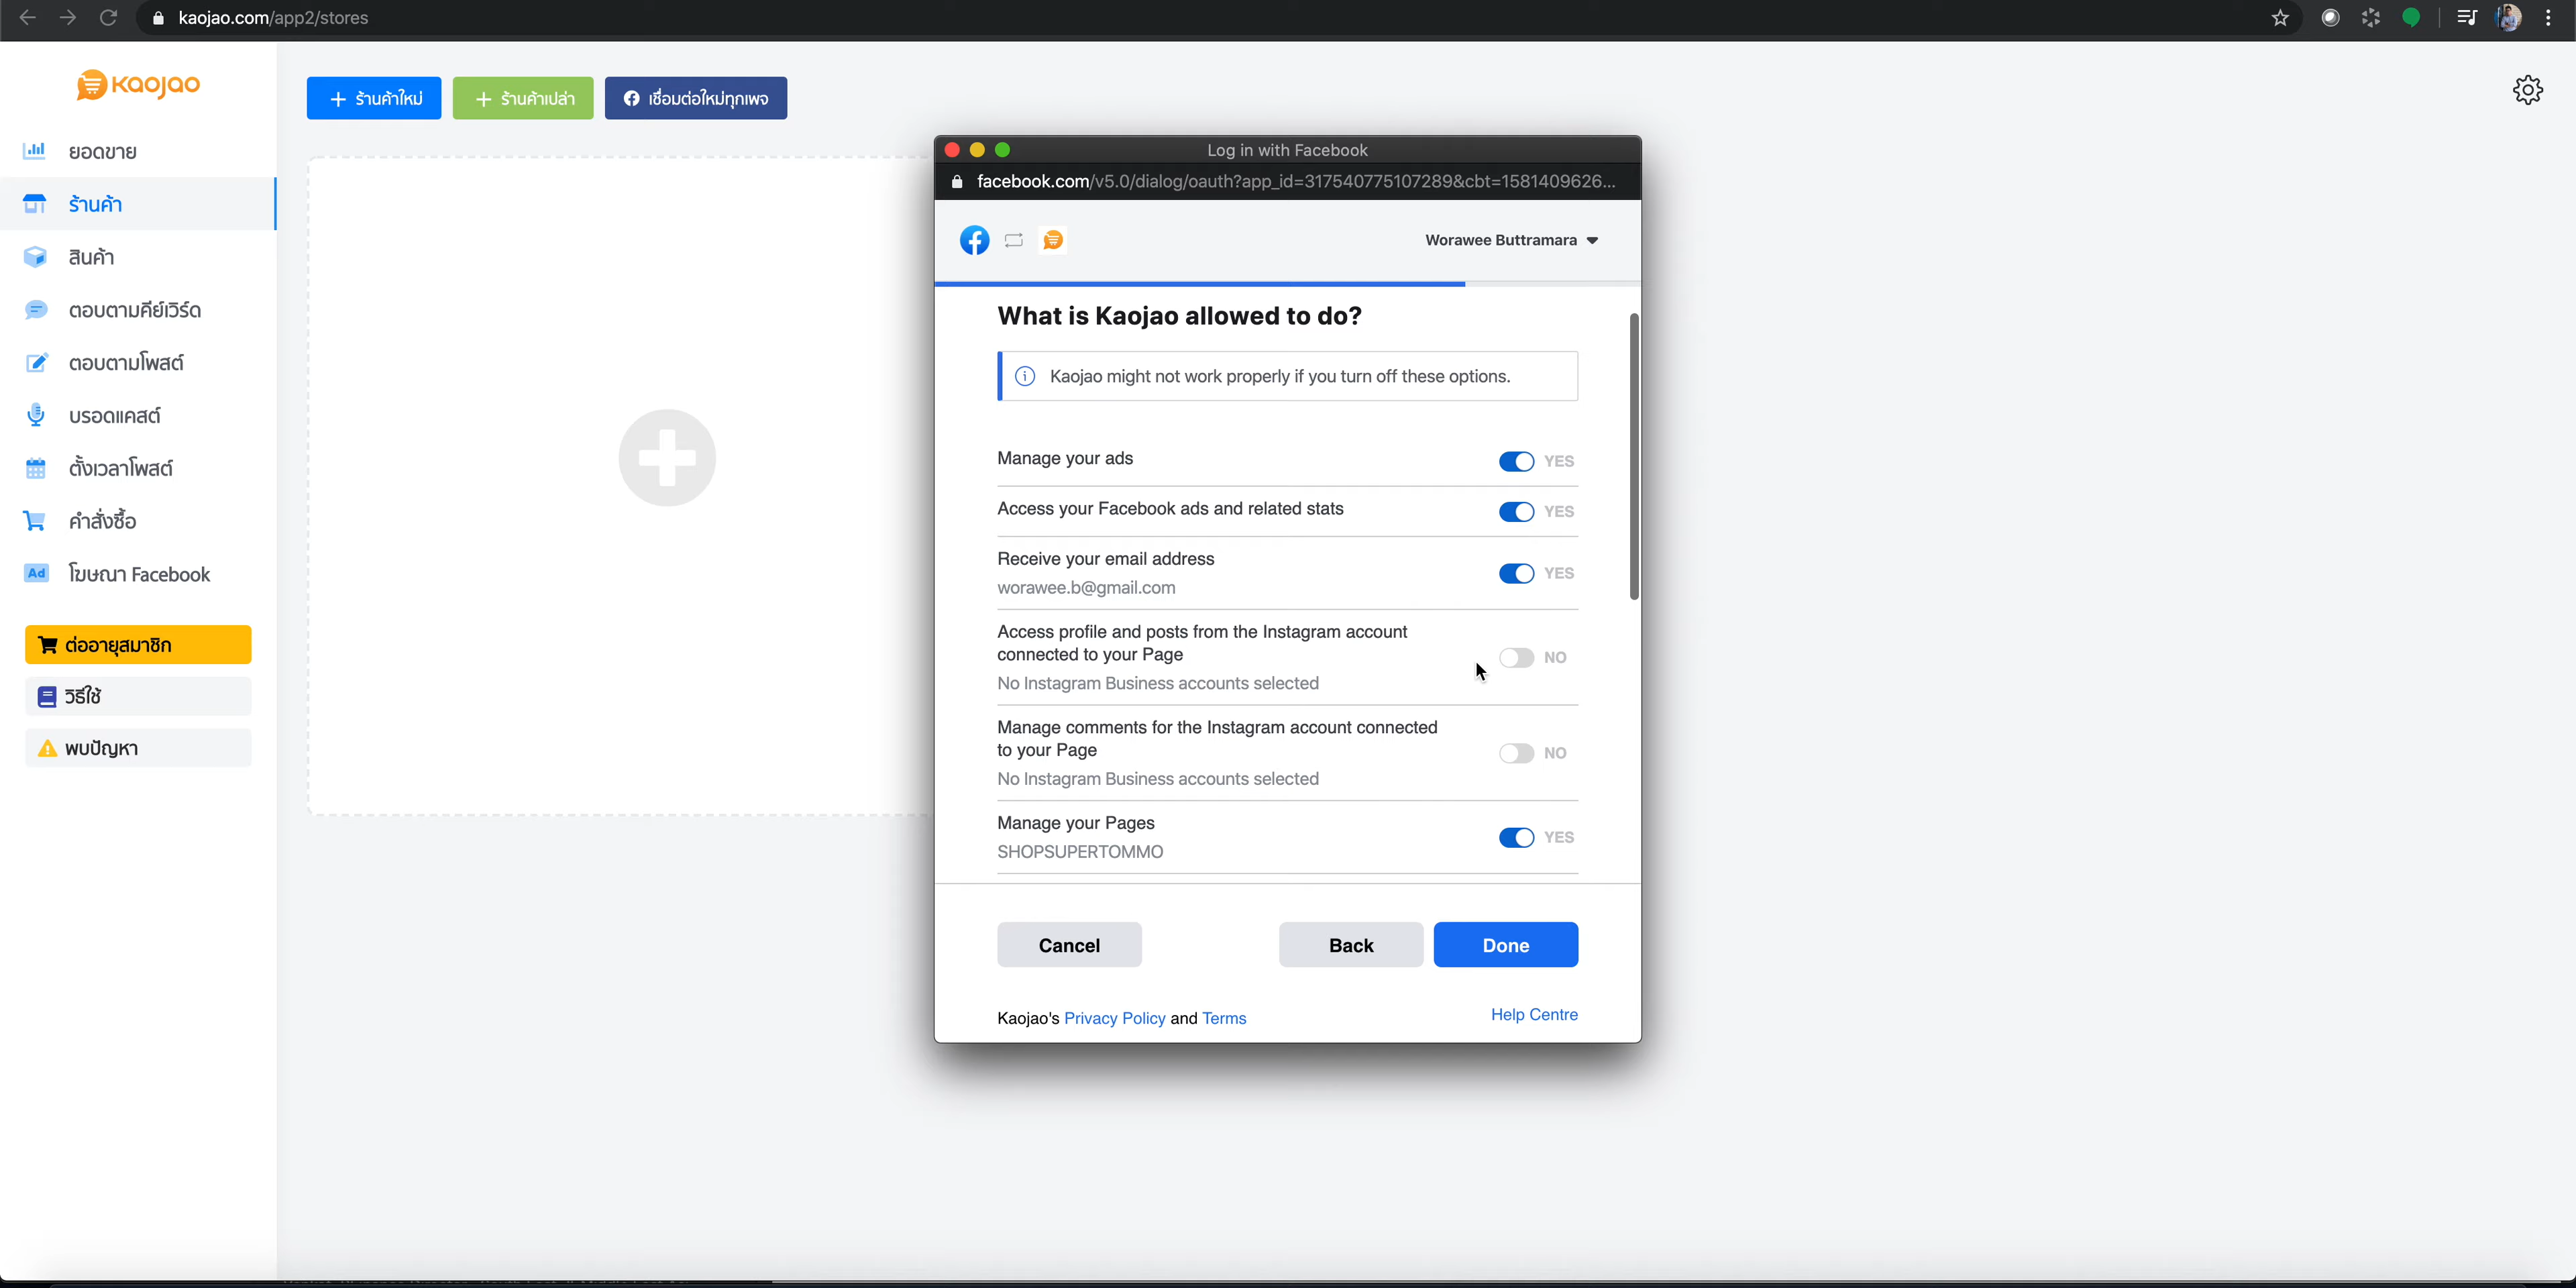 kaojao.com/app2/stores
Kaojao
ร้านค้าใหม่
ร้านค้าเปล่า
เชื่อมต่อใหม่ทุกเพจ
ยอดขาย
ร้านค้า
สินค้า
ตอบตามคีย์เวิร์ด
ตอบตามโพสต์
บรอดแคสต์
ตั้งเวลาโพสต์
คำสั่งซื้อ
Ad โฆษณา Facebook
ต่ออายุสมาชิก
วิธีใช้
พบปัญหา
Log in with Facebook
facebook.com/v5.0/dialog/oauth?app_id=317540775107289&cbt=1581409626...
Worawee Buttramara
What is Kaojao allowed to do?
Kaojao might not work properly if you turn off these options.
Manage your ads YES
Access your Facebook ads and related stats YES
Receive your email address
worawee.b@gmail.com YES
Access profile and posts from the Instagram account
connected to your Page NO
No Instagram Business accounts selected
Manage comments for the Instagram account connected
to your Page NO
No Instagram Business accounts selected
Manage your Pages YES
SHOPSUPERTOMMO
Cancel Back Done
Kaojao's Privacy Policy and Terms
Help Centre